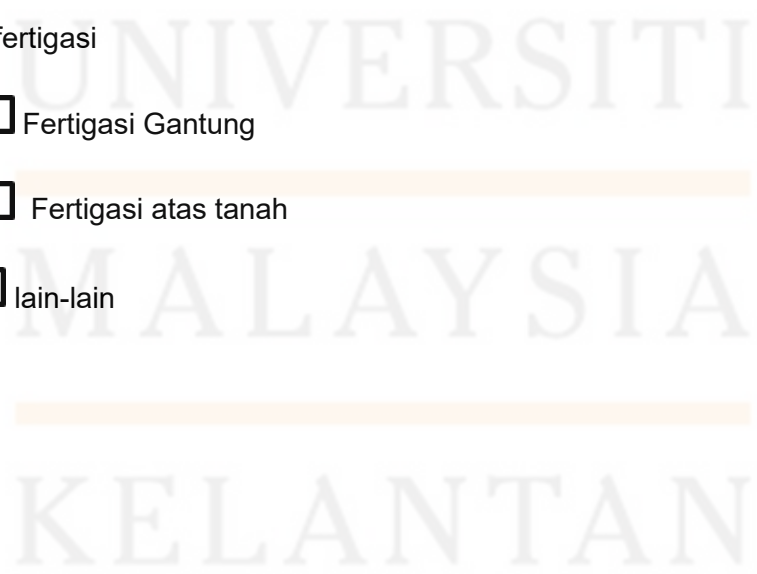 UNIVERSITI
fertigasi
Fertigasi Gantung
Fertigasi atas tanah
MALAYSIA
lain-lain
KELANTAN